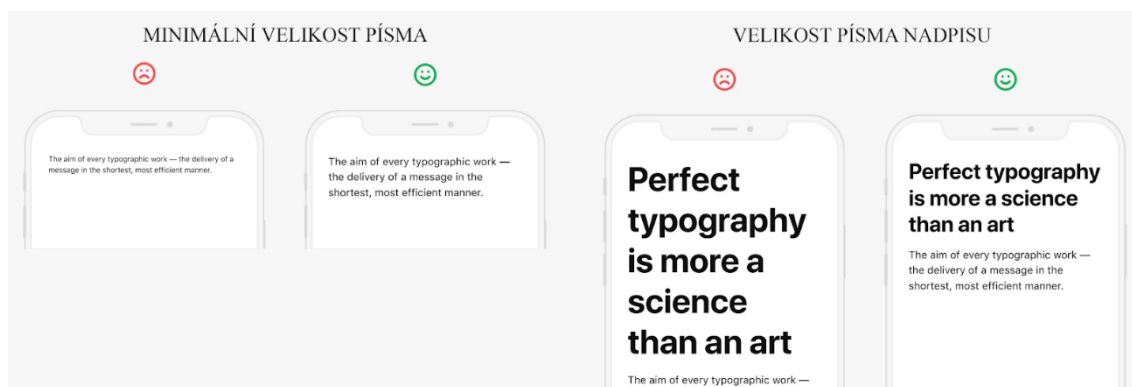 MINIMÁLNÍ VELIKOST PÍSMA
The aim of every typographic work — the delivery of a
message in the shortest, most efficient manner.
The aim of every typographic work —
the delivery of a message in the
shortest, most efficient manner.
VELIKOST PÍSMA NADPISU
Perfect
typography
is more a
science
than an art
The aim of every typographic work —
Perfect typography
is more a science
than an art
The aim of every typographic work —
the delivery of a message in the
shortest, most efficient manner.